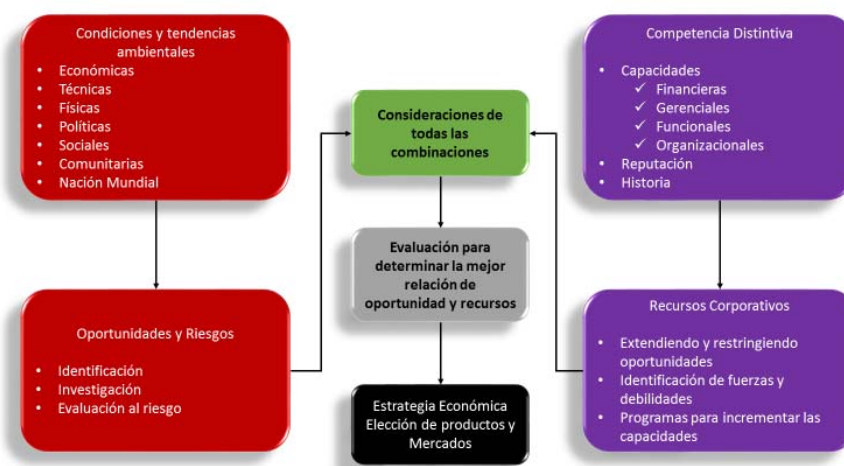 Condiciones y tendencias
ambientales
• Económicas
• Técnicas
• Físicas
• Políticas
• Sociales
• Comunitarias
• Nación Mundial
Oportunidades y Riesgos
• Identificación
• Investigación
• Evaluación al riesgo
Consideraciones de
todas las
combinaciones
Evaluación para
determinar la mejor
relación de
oportunidad y recursos
Estrategia Económica
Elección de productos y
Mercados
Competencia Distintiva
• Capacidades
✓ Financieras
✓ Gerenciales
✓ Funcionales
✓ Organizacionales
• Reputación
• Historia
Recursos Corporativos
• Extendiendo y restringiendo
oportunidades
• Identificación de fuerzas y
debilidades
• Programas para incrementar las
capacidades